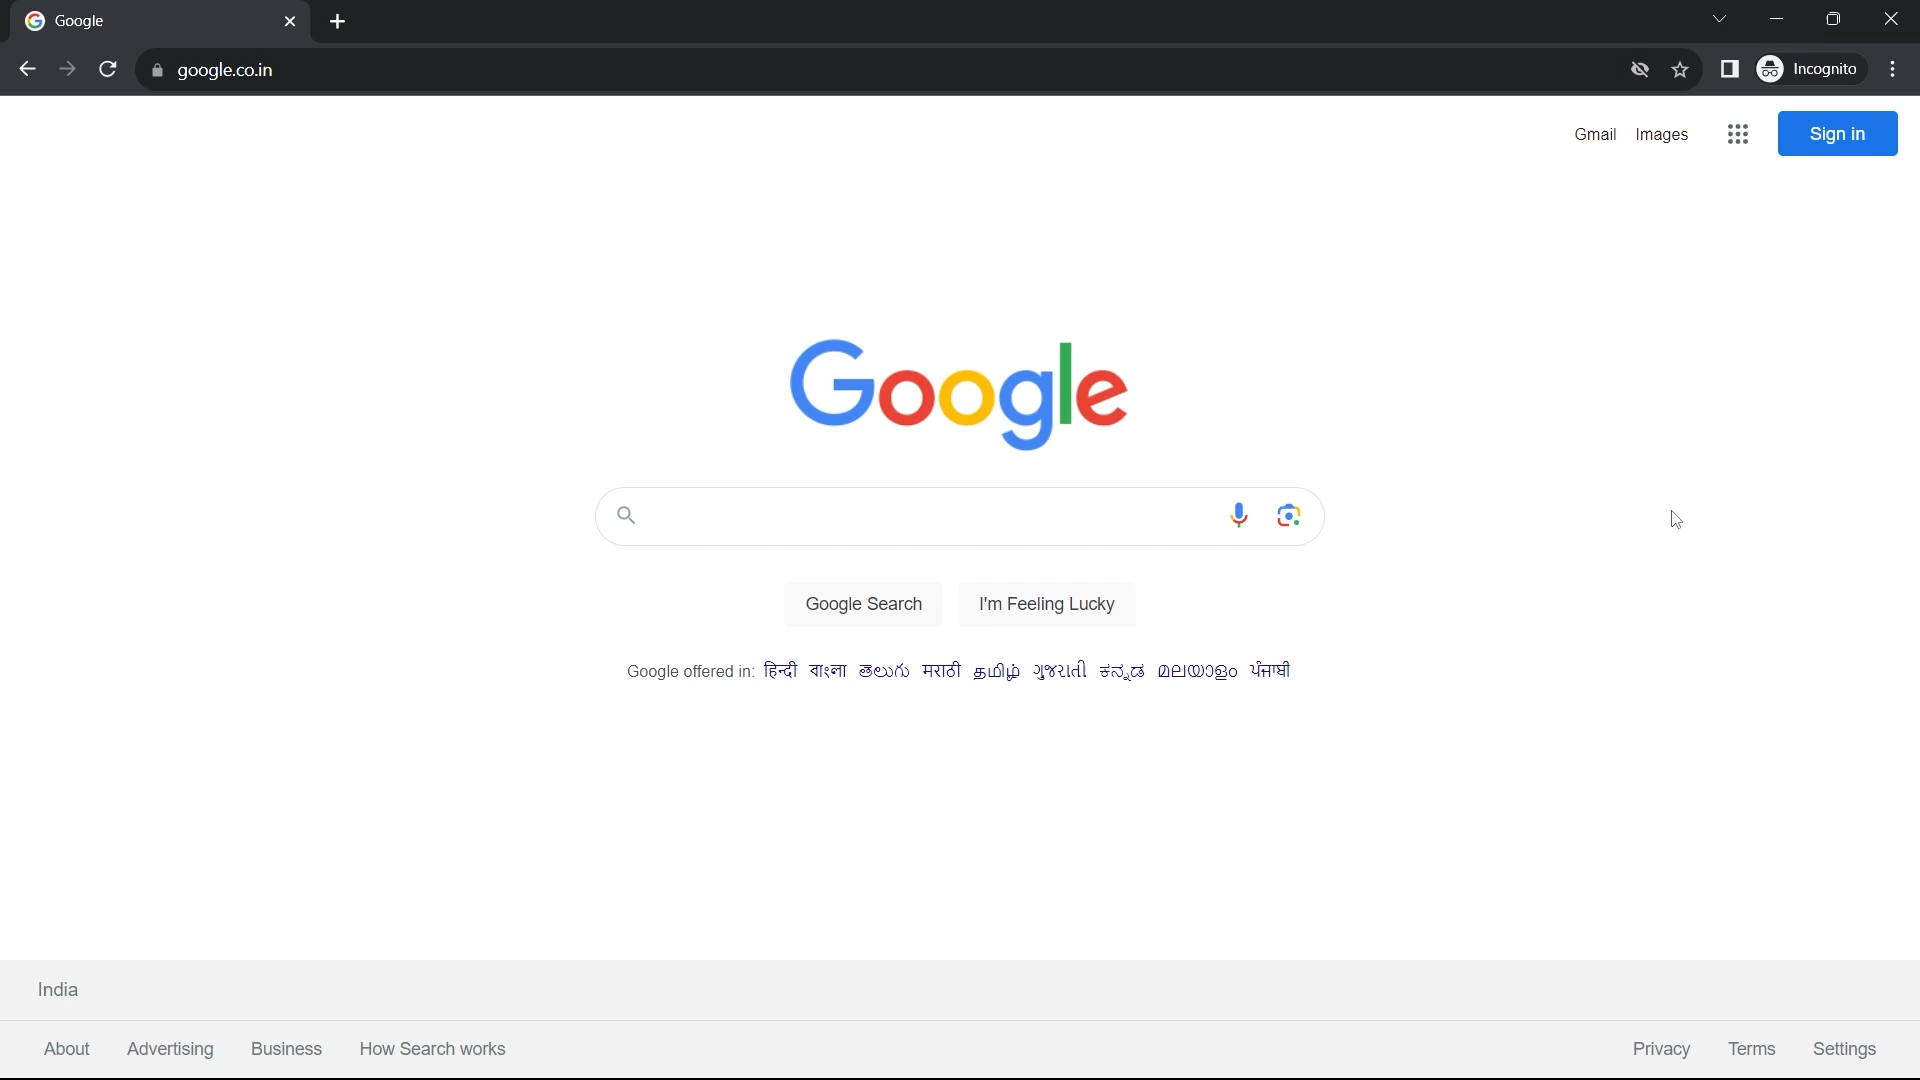 Google
google.co.in
Incognito
Gmail Images Sign in
Google
Google Search I'm Feeling Lucky
Google offered in: हिन्दी বাংলা తెలుగు मराठी தமிழ் ગુજરાતી ಕನ್ನಡ മലയാളം ਪੰਜਾਬੀ
India
About Advertising Business How Search works Privacy Terms Settings